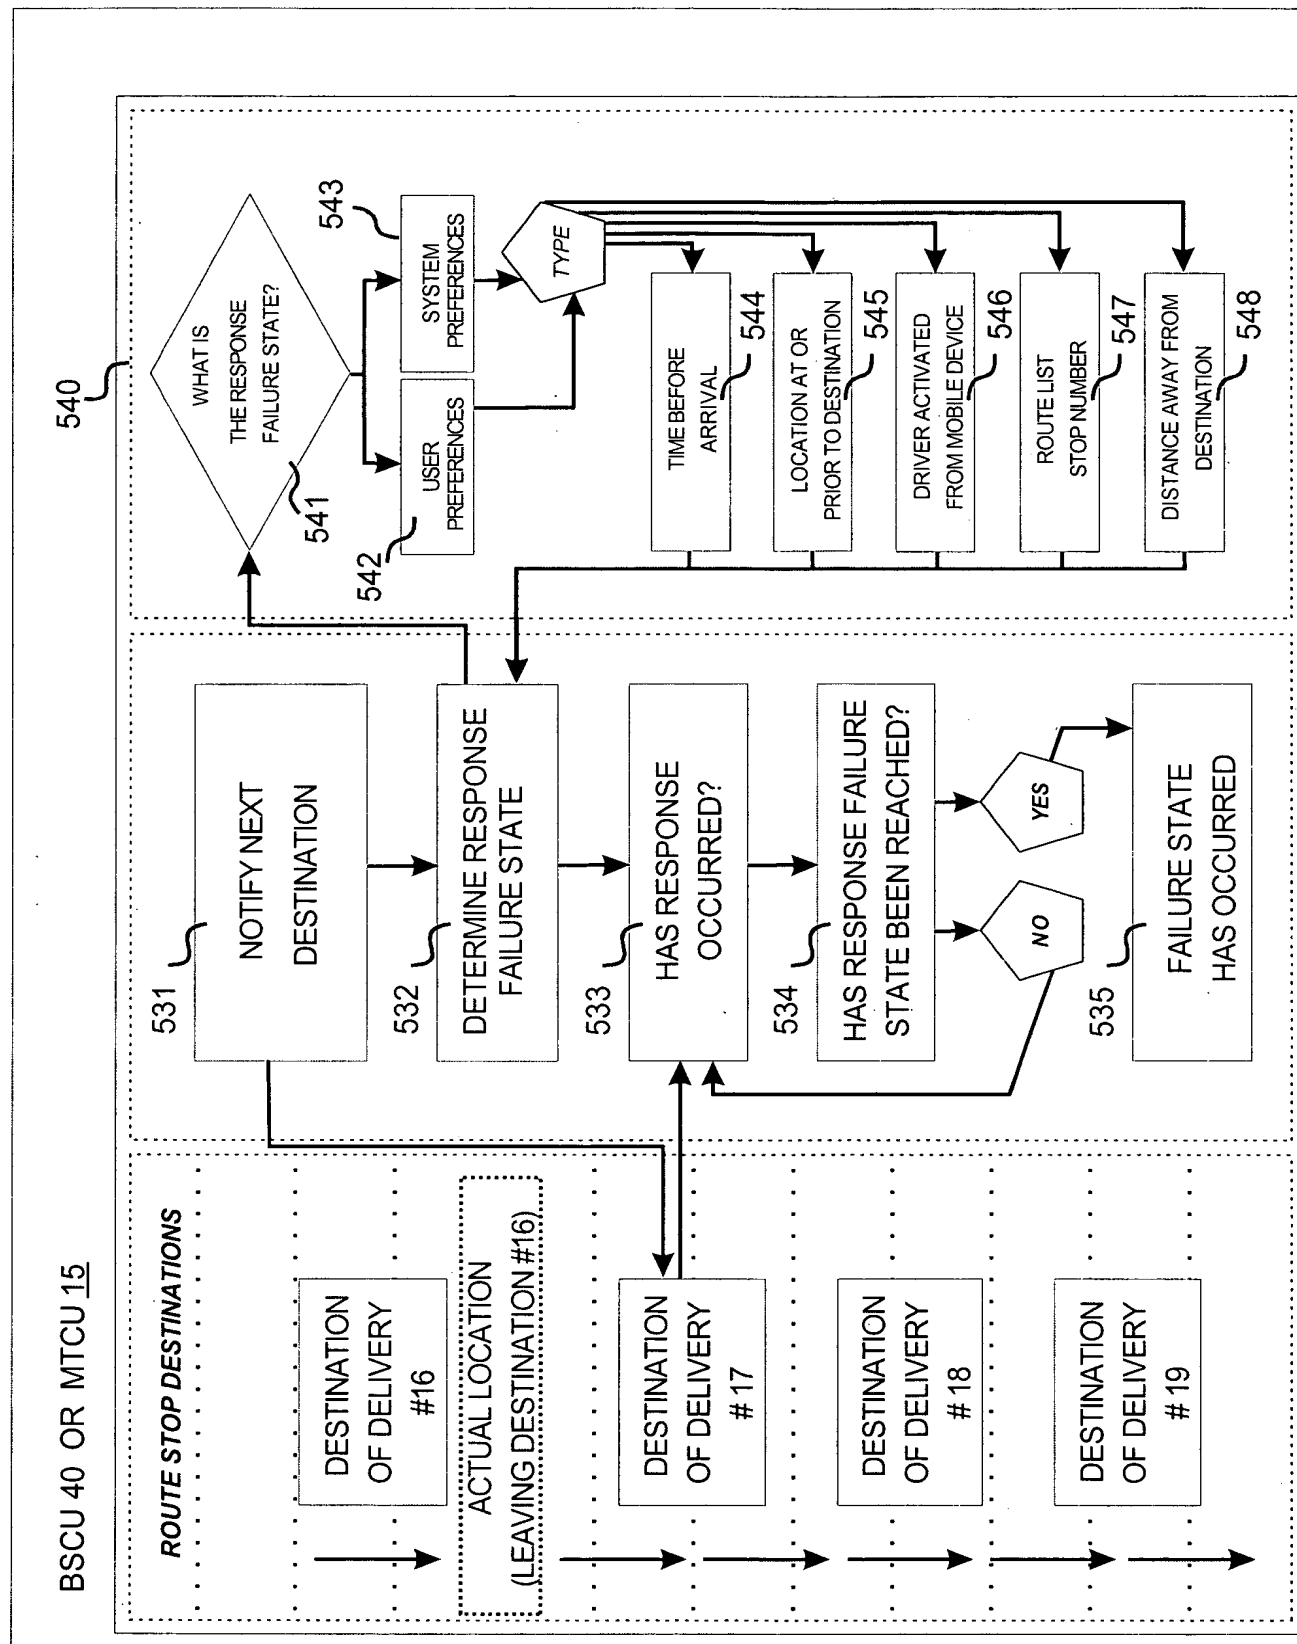 BSCU 40 OR MTCU 15
ROUTE STOP DESTINATIONS
DESTINATION
OF DELIVERY
#16
ACTUAL LOCATION
(LEAVING DESTINATION #16)
DESTINATION
OF DELIVERY
# 17
DESTINATION
OF DELIVERY
# 18
DESTINATION
OF DELIVERY
# 19
531
NOTIFY NEXT
DESTINATION
532
DETERMINE RESPONSE
FAILURE STATE
533
HAS RESPONSE
OCCURRED?
534
HAS RESPONSE FAILURE
STATE BEEN REACHED?
NO
YES
535
FAILURE STATE
HAS OCCURRED
540
WHAT IS
THE RESPONSE
FAILURE STATE?
541
542
USER
PREFERENCES
543
SYSTEM
PREFERENCES
TYPE
TIME BEFORE
ARRIVAL
544
LOCATION AT OR
PRIOR TO DESTINATION
545
DRIVER ACTIVATED
FROM MOBILE DEVICE
546
ROUTE LIST
STOP NUMBER
547
DISTANCE AWAY FROM
DESTINATION
548